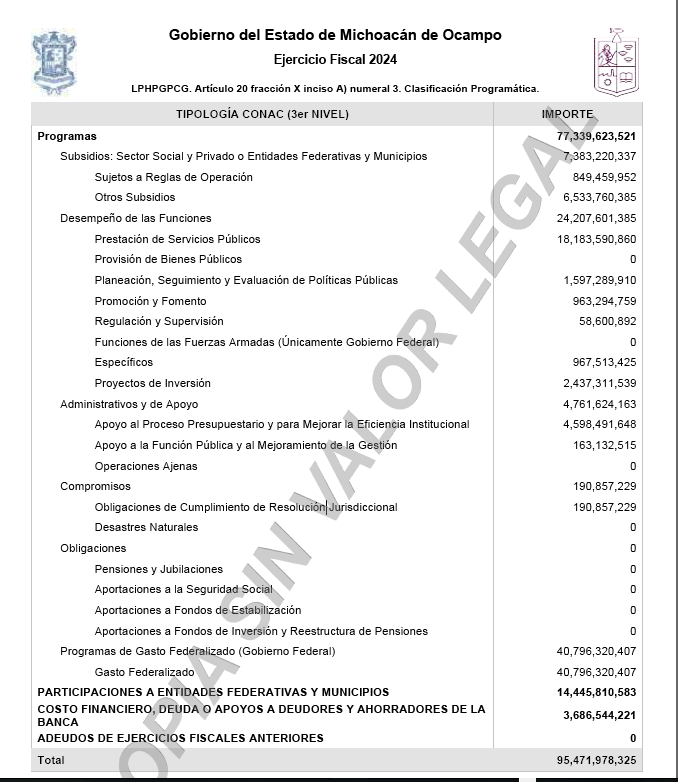 Gobierno del Estado de Michoacán de Ocampo
Ejercicio Fiscal 2024
LPHPGPCG. Artículo 20 fracción X inciso A) numeral 3. Clasificación Programática.
TIPOLOGÍA CONAC (3er NIVEL) IMPORTE
Programas 77,339,623,521
Subsidios: Sector Social y Privado o Entidades Federativas y Municipios 7,383,220,337
Sujetos a Reglas de Operación 849,459,952
Otros Subsidios 6,533,760,385
Desempeño de las Funciones 24,207,601,385
Prestación de Servicios Públicos 18,183,590,860
Provisión de Bienes Públicos 0
Planeación, Seguimiento y Evaluación de Políticas Públicas 1,597,289,910
Promoción y Fomento 963,294,759
Regulación y Supervisión 58,600,892
Funciones de las Fuerzas Armadas (Únicamente Gobierno Federal) 0
Específicos 967,513,425
Proyectos de Inversión 2,437,311,539
Administrativos y de Apoyo 4,761,624,163
Apoyo al Proceso Presupuestario y para Mejorar la Eficiencia Institucional 4,598,491,648
Apoyo a la Función Pública y al Mejoramiento de la Gestión 163,132,515
Operaciones Ajenas 0
Compromisos 190,857,229
Obligaciones de Cumplimiento de Resolución Jurisdiccional 190,857,229
Desastres Naturales 0
Obligaciones 0
Pensiones y Jubilaciones 0
Aportaciones a la Seguridad Social 0
Aportaciones a Fondos de Estabilización 0
Aportaciones a Fondos de Inversión y Reestructura de Pensiones 0
Programas de Gasto Federalizado (Gobierno Federal) 40,796,320,407
Gasto Federalizado 40,796,320,407
PARTICIPACIONES A ENTIDADES FEDERATIVAS Y MUNICIPIOS 14,445,810,583
COSTO FINANCIERO, DEUDA O APOYOS A DEUDORES Y AHORRADORES DE LA
BANCA 3,686,544,221
ADEUDOS DE EJERCICIOS FISCALES ANTERIORES 0
Total 95,471,978,325
OPIA SIN VALOR LEGAL